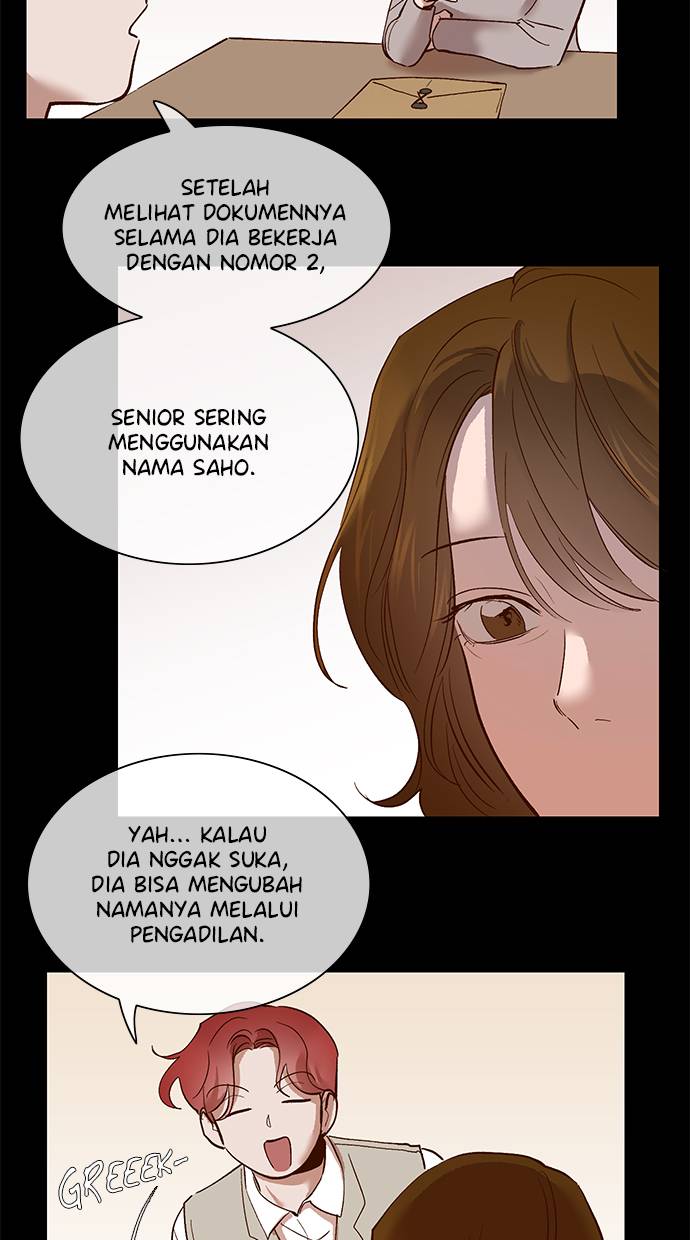 SETELAH
MELIHAT DOKUMENNYA
SELAMA DIA BEKERJA
DENGAN NOMOR 2,
SENIOR SERING
MENGGUNAKAN
NAMA SAHO.
YAH... KALAU
DIA NGGAK SUKA,
DIA BISA MENGUBAH
NAMANYA MELALUI
PENGADILAN.
GREEEK-